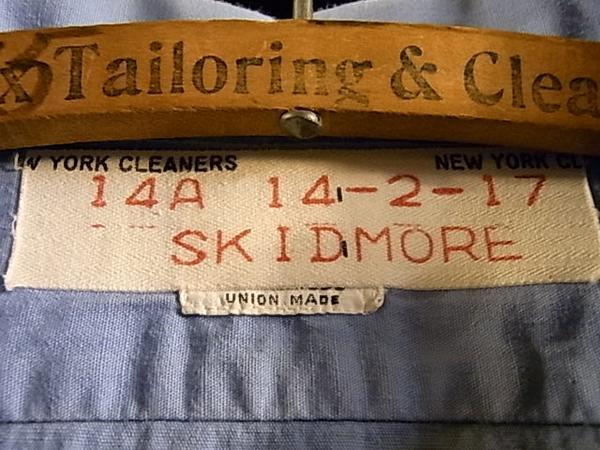 x Tailoring & Clea
W YORK CLEANERS NEW YORK CL
14A 14-2-17
SKIDMORE
UNION MADE